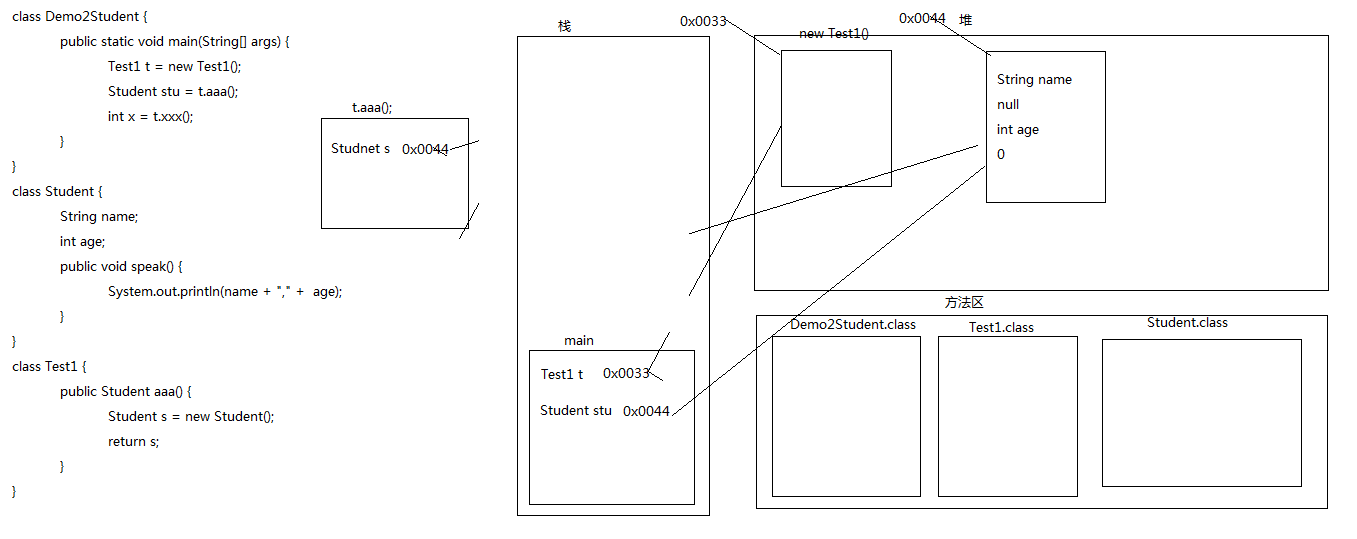 class Demo2Student {
public static void main(String[] args) {
Test1 t = new Test1();
Student stu = t.aaa();
int x = t.xxx();
}
}
class Student {
String name;
int age;
public void speak() {
System.out.println(name + "," + age);
}
}
class Test1 {
public Student aaa() {
Student s = new Student();
return s;
}
}
t.aaa();
Studnet s 0x0044
栈
main
Test1 t 0x0033
Student stu 0x0044
0x0033
new Test1()
0x0044 堆
String name
null
int age
0
方法区
Demo2Student.class
Test1.class
Student.class